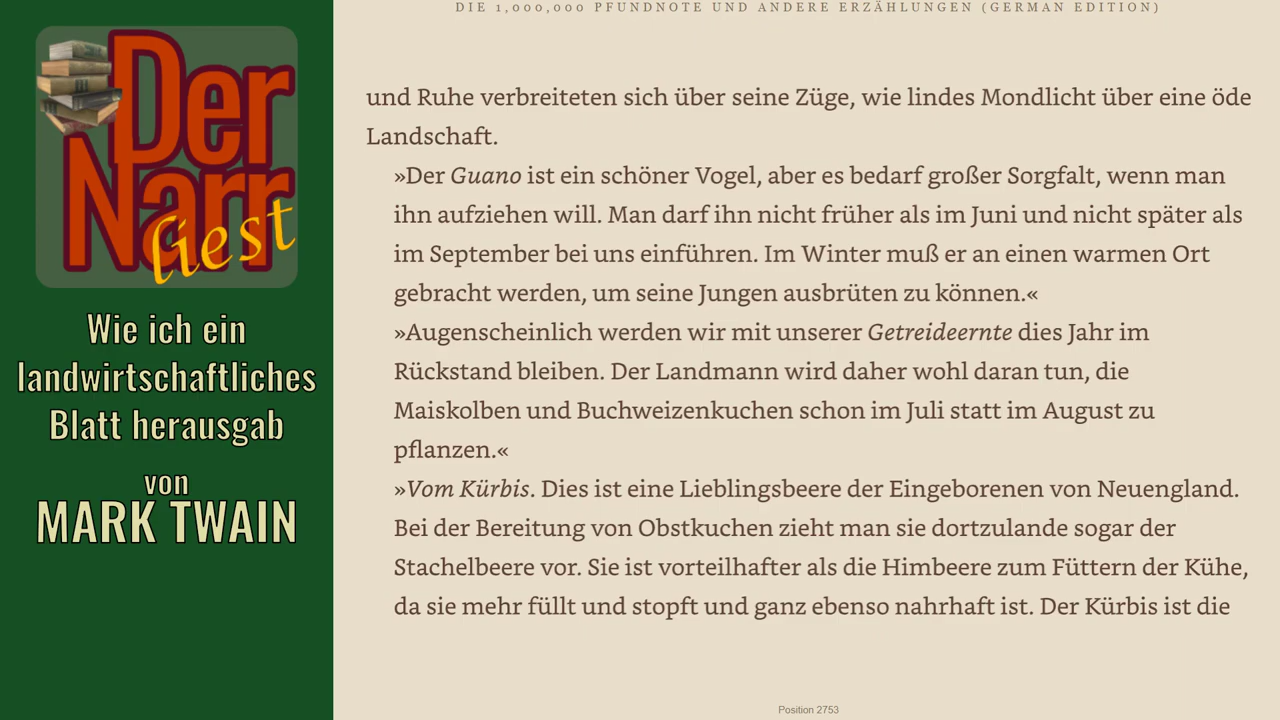 Der
Narr
liest
Wie ich ein
landwirtschaftliches
Blatt herausgab
von
MARK TWAIN
DIE 1,000,000 PFUNDNOTE UND ANDERE ERZÄHLUNGEN (GERMAN EDITION)
und Ruhe verbreiteten sich über seine Züge, wie lindes Mondlicht über eine öde
Landschaft.
»Der Guano ist ein schöner Vogel, aber es bedarf großer Sorgfalt, wenn man
ihn aufziehen will. Man darf ihn nicht früher als im Juni und nicht später als
im September bei uns einführen. Im Winter muß er an einen warmen Ort
gebracht werden, um seine Jungen ausbrüten zu können.«
»Augenscheinlich werden wir mit unserer Getreideernte dies Jahr im
Rückstand bleiben. Der Landmann wird daher wohl daran tun, die
Maiskolben und Buchweizenkuchen schon im Juli statt im August zu
pflanzen.«
»Vom Kürbis. Dies ist eine Lieblingsbeere der Eingeborenen von Neuengland.
Bei der Bereitung von Obstkuchen zieht man sie dortzulande sogar der
Stachelbeere vor. Sie ist vorteilhafter als die Himbeere zum Füttern der Kühe,
da sie mehr füllt und stopft und ganz ebenso nahrhaft ist. Der Kürbis ist die
Position 2753